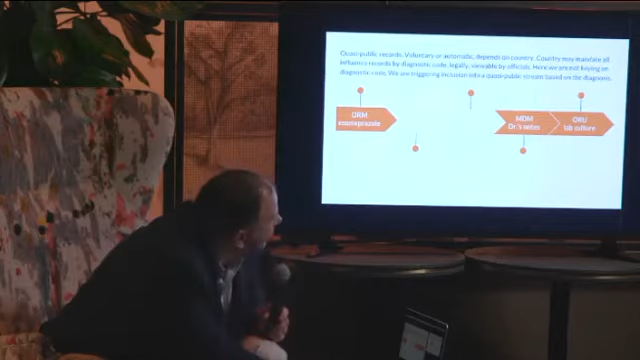 Quasi-public records: Voluntary or automatic, depends on country. Country may mandate all
influenza records by diagnostic code, legally, viewable by officials. Here we are still keying on
diagnostic code. We are triggering inclusion into a quasi-public stream based on the diagnosis.
ORM
esomeprazole
MDM
Dr.'s notes
ORU
lab culture